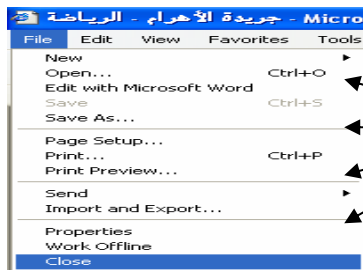 جريدة الأهرام - الرياضة - Micro
File Edit View Favorites Tools
New
Open... Ctrl+O
Edit with Microsoft Word
Save Ctrl+S
Save As...
Page Setup...
Print... Ctrl+P
Print Preview...
Send
Import and Export...
Properties
Work Offline
Close